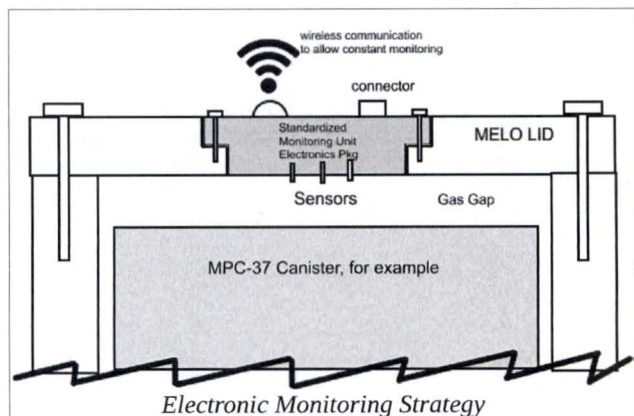 wireless communication
to allow constant monitoring
connector
Standardized
Monitoring Unit
Electronics Pkg
MELO LID
Sensors
Gas Gap
MPC-37 Canister, for example
Electronic Monitoring Strategy